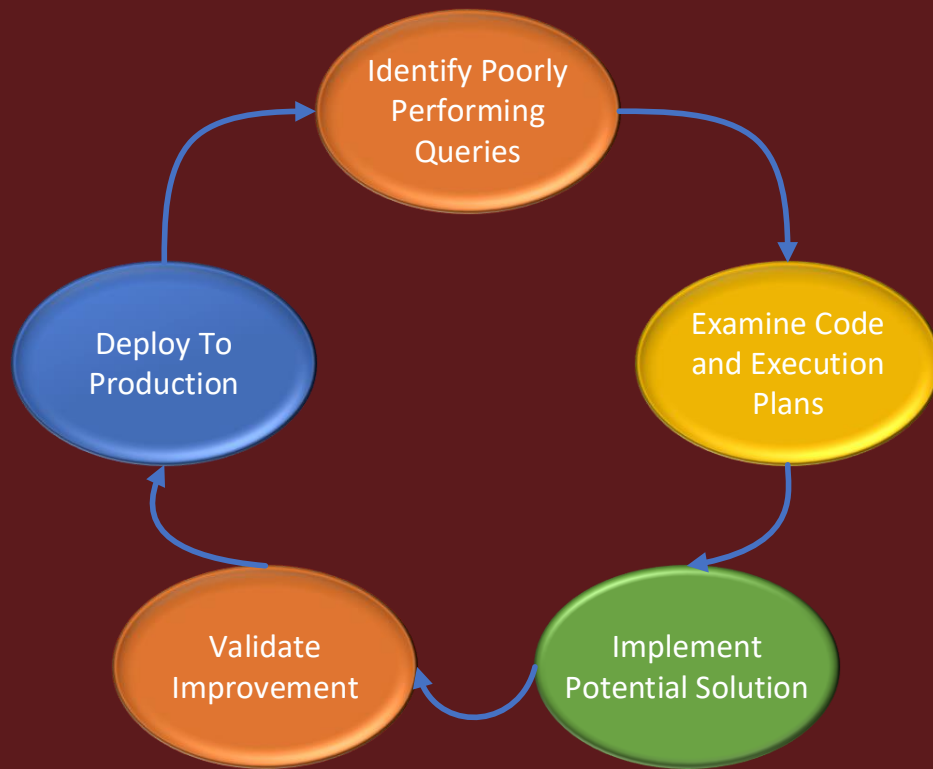 Identify Poorly
Performing
Queries
Examine Code
and Execution
Plans
Implement
Potential Solution
Validate
Improvement
Deploy To
Production